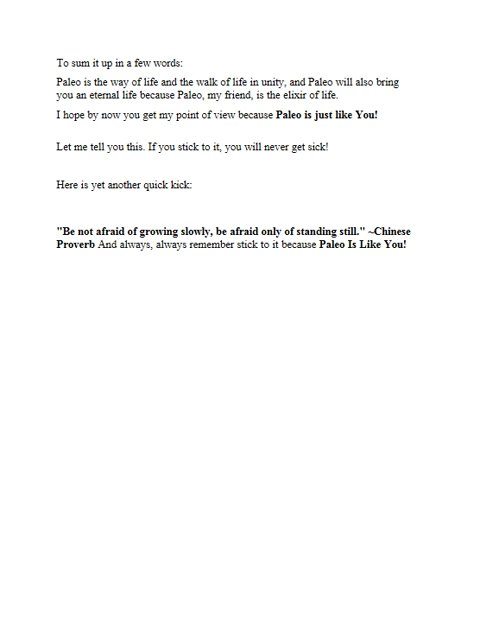 To sum it up in a few words:
Paleo is the way of life and the walk of life in unity, and Paleo will also bring
you an eternal life because Paleo, my friend, is the elixir of life.
I hope by now you get my point of view because Paleo is just like You!
Let me tell you this. If you stick to it, you will never get sick!
Here is yet another quick kick:
"Be not afraid of growing slowly, be afraid only of standing still." ~Chinese
Proverb And always, always remember stick to it because Paleo Is Like You!